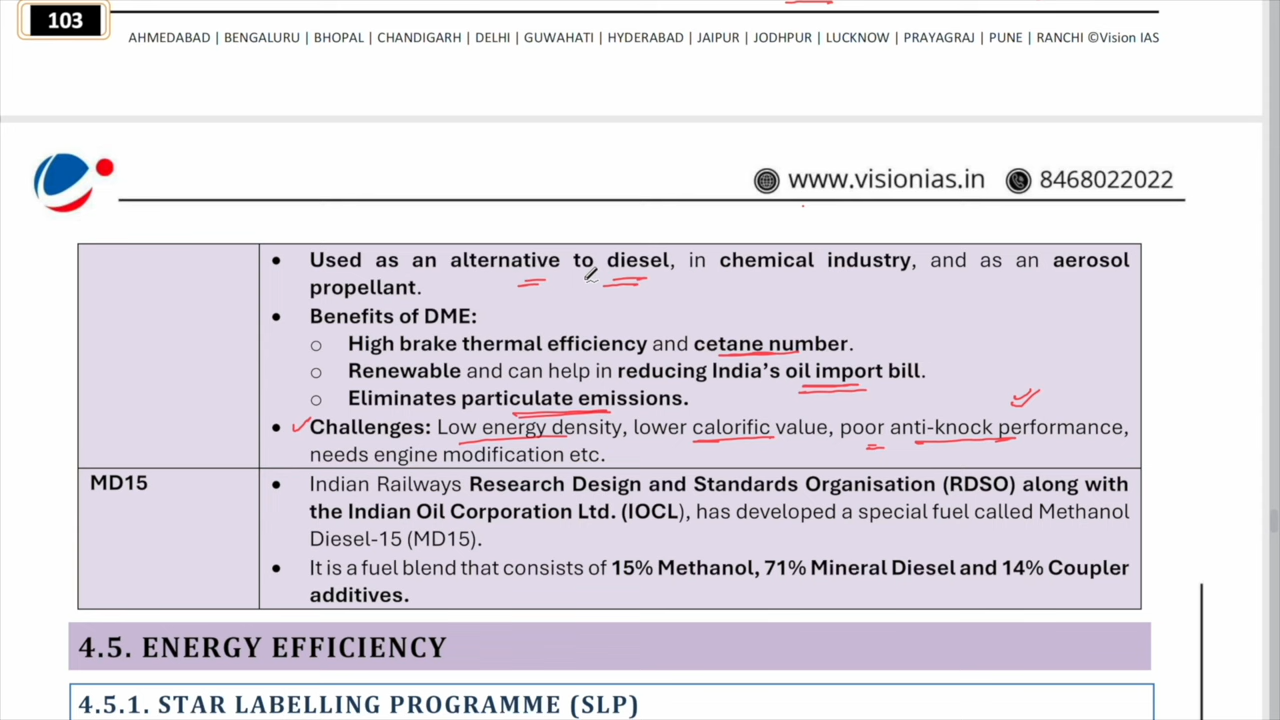 103
AHMEDABAD | BENGALURU | BHOPAL | CHANDIGARH | DELHI | GUWAHATI | HYDERABAD | JAIPUR | JODHPUR | LUCKNOW | PRAYAGRAJ | PUNE | RANCHI ©Vision IAS
www.visionias.in 8468022022
• Used as an alternative to diesel, in chemical industry, and as an aerosol
propellant.
• Benefits of DME:
o High brake thermal efficiency and cetane number.
o Renewable and can help in reducing India's oil import bill.
o Eliminates particulate emissions.
• Challenges: Low energy density, lower calorific value, poor anti-knock performance,
needs engine modification etc.
MD15
• Indian Railways Research Design and Standards Organisation (RDSO) along with
the Indian Oil Corporation Ltd. (IOCL), has developed a special fuel called Methanol
Diesel-15 (MD15).
• It is a fuel blend that consists of 15% Methanol, 71% Mineral Diesel and 14% Coupler
additives.
4.5. ENERGY EFFICIENCY
4.5.1. STAR LABELLING PROGRAMME (SLP)